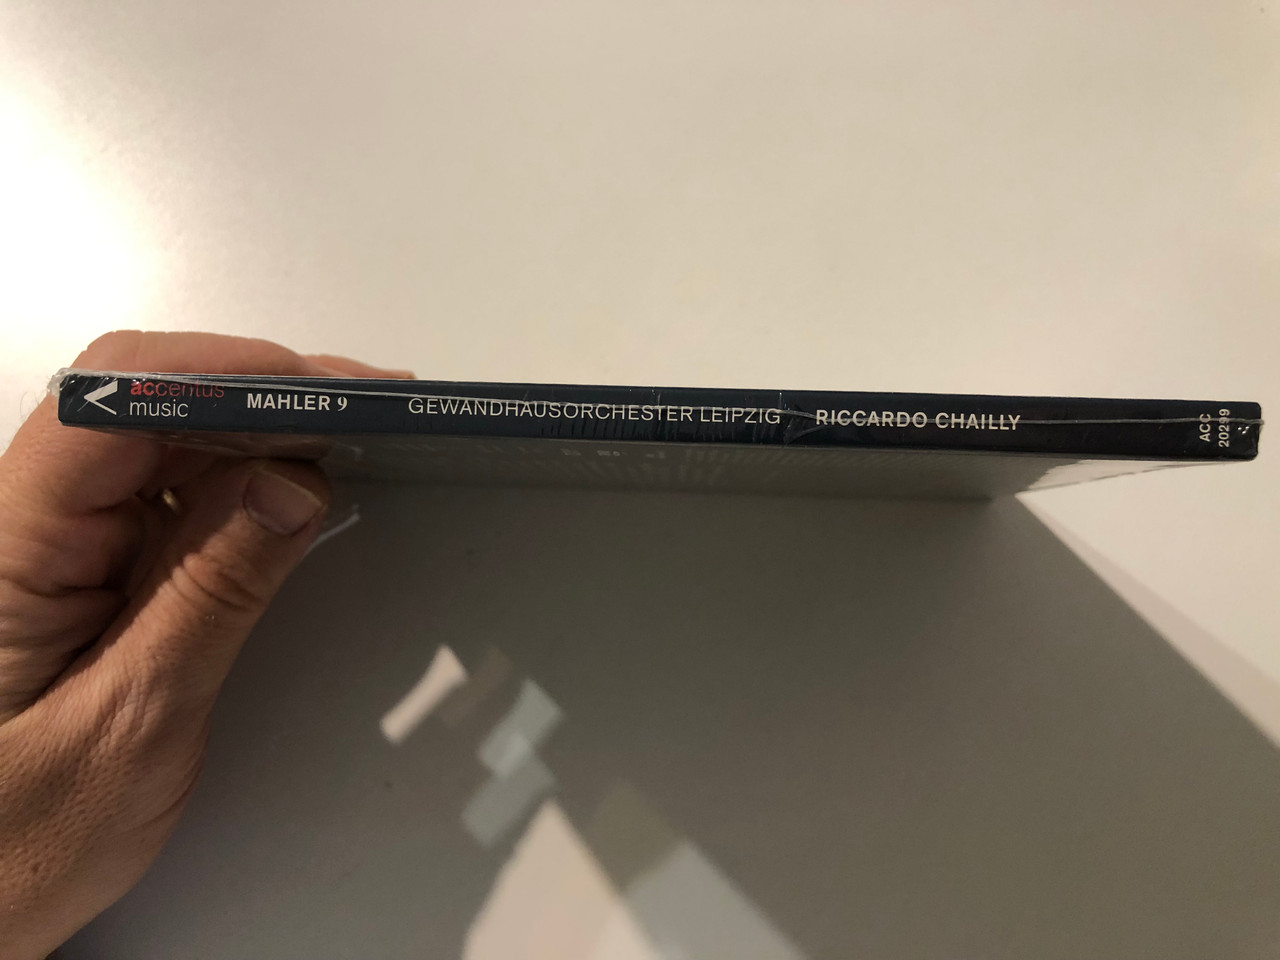 accentus
music
MAHLER 9
GEWANDHAUSORCHESTER LEIPZIG
RICCARDO CHAILLY
ACC
20299